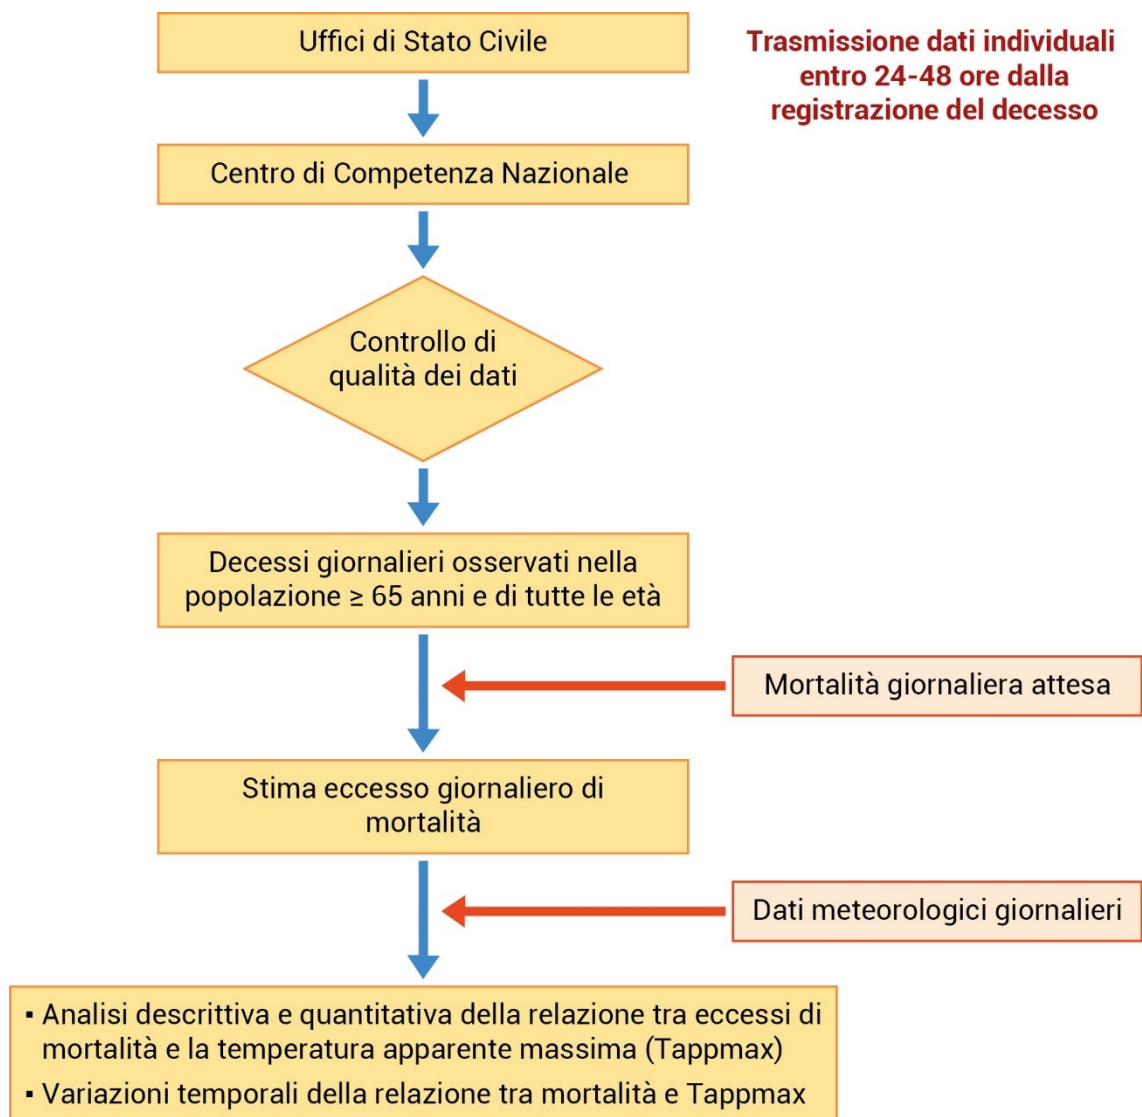 Uffici di Stato Civile
Trasmissione dati individuali
entro 24-48 ore dalla
registrazione del decesso
Centro di Competenza Nazionale
Controllo di
qualità dei dati
Decessi giornalieri osservati nella
popolazione ≥ 65 anni e di tutte le età
Mortalità giornaliera attesa
Stima eccesso giornaliero di
mortalità
Dati meteorologici giornalieri
▪ Analisi descrittiva e quantitativa della relazione tra eccessi di
mortalità e la temperatura apparente massima (Tappmax)
▪ Variazioni temporali della relazione tra mortalità e Tappmax